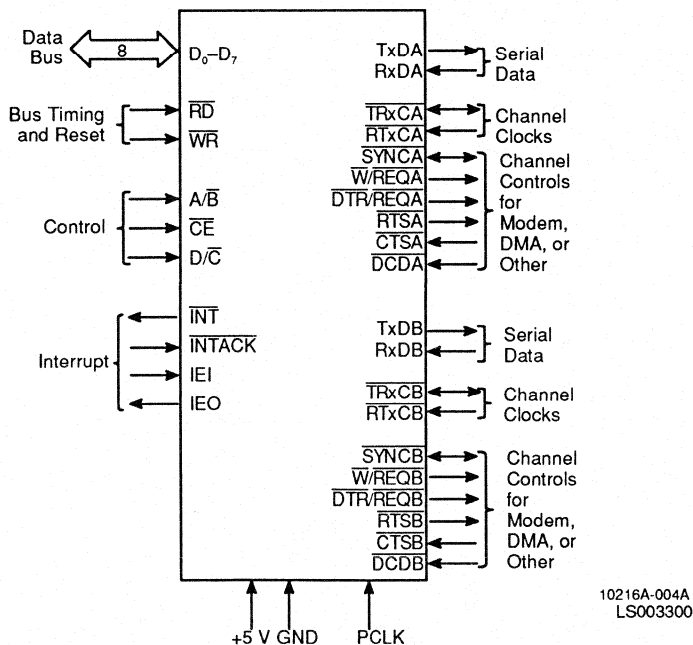 Data
Bus
8
D0–D7
Bus Timing
and Reset
RD
WR
Control
A/B
CE
D/C
Interrupt
INT
INTACK
IEI
IEO
TxDA
RxDA
Serial
Data
TRxCA
RTxCA
Channel
Clocks
SYNCA
W/REQA
DTR/REQA
RTSA
CTSA
DCDA
Channel
Controls
for
Modem,
DMA, or
Other
TxDB
RxDB
Serial
Data
TRxCB
RTxCB
Channel
Clocks
SYNCB
W/REQB
DTR/REQB
RTSB
CTSB
DCDB
Channel
Controls
for
Modem,
DMA, or
Other
+5 V GND PCLK
10216A-004A
LS003300